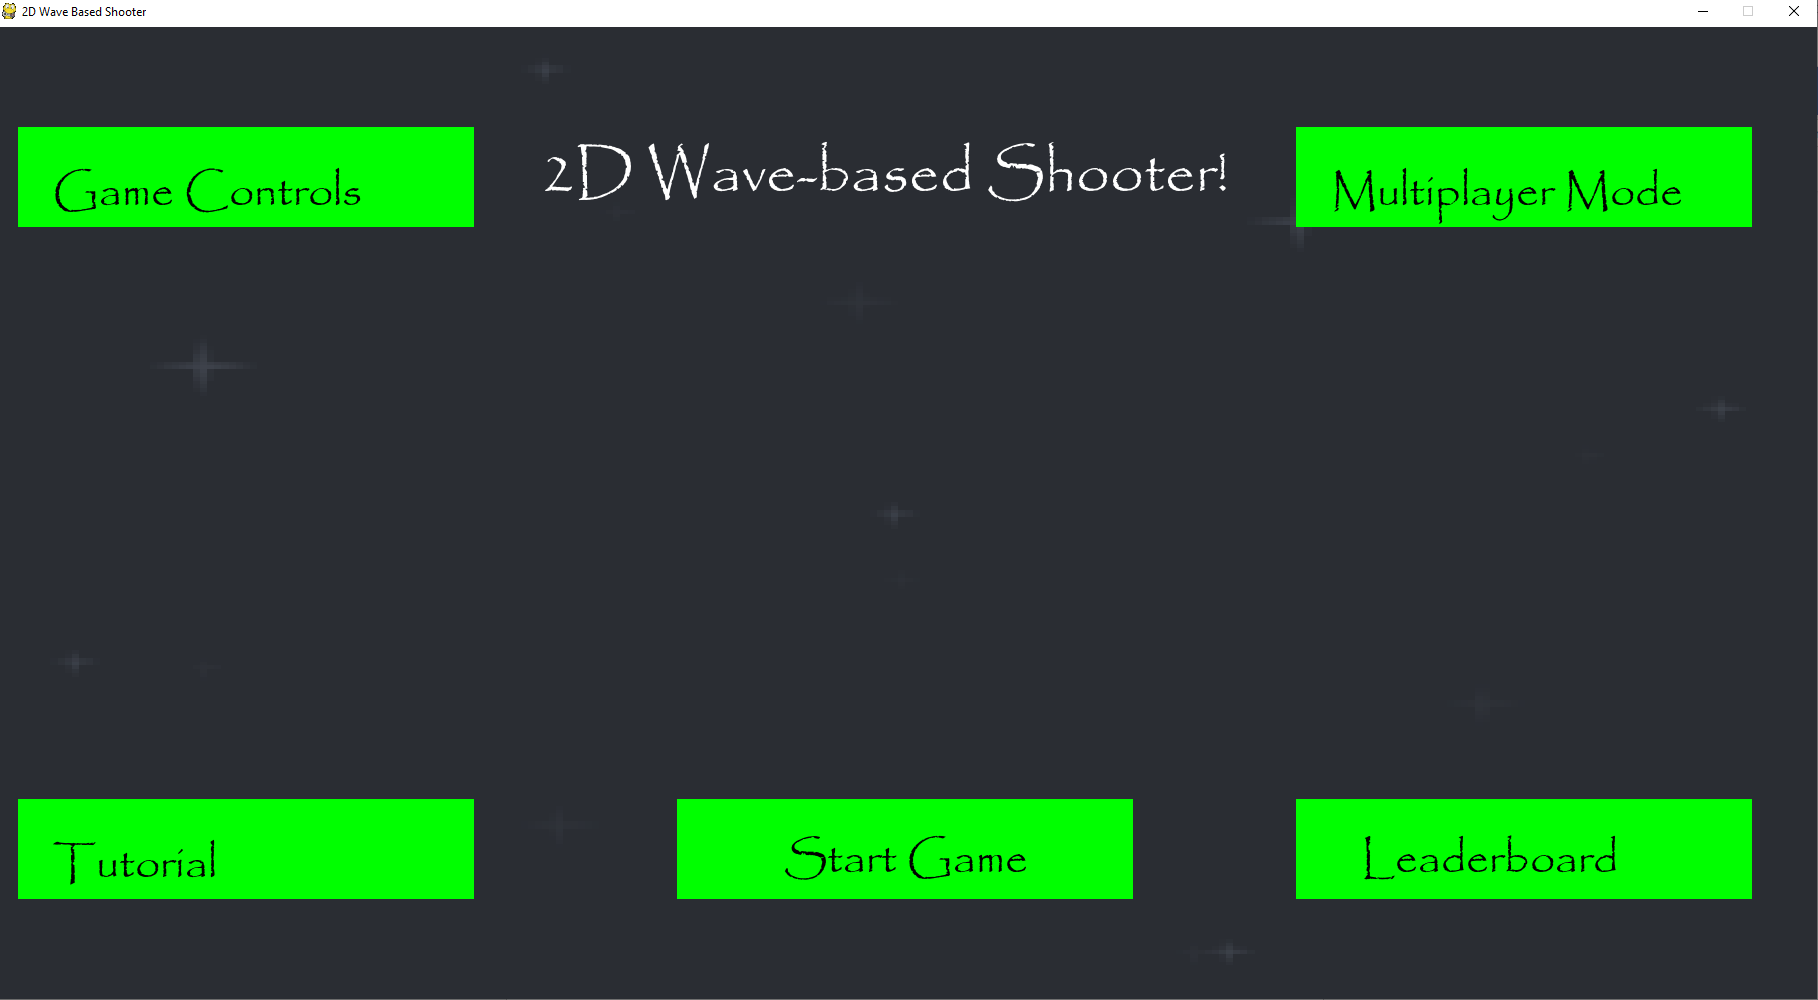 2D Wave Based Shooter
Game Controls
2D Wave-based Shooter!
Multiplayer Mode
Tutorial
Start Game
Leaderboard